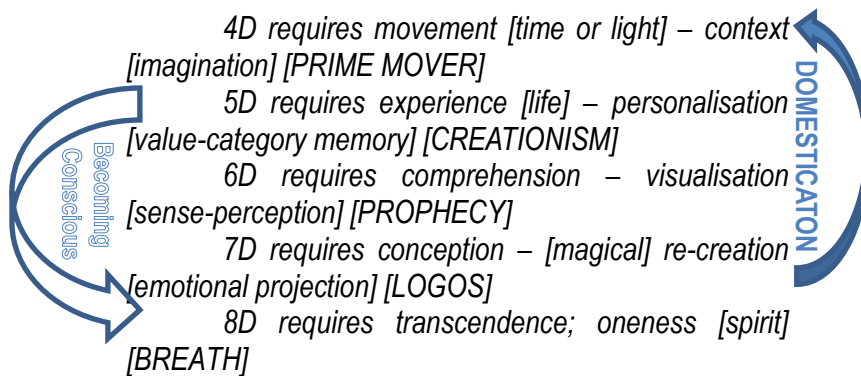 4D requires movement [time or light] – context
[imagination] [PRIME MOVER]
5D requires experience [life] – personalisation
[value-category memory] [CREATIONISM]
6D requires comprehension – visualisation
[sense-perception] [PROPHECY]
7D requires conception – [magical] re-creation
[emotional projection] [LOGOS]
8D requires transcendence; oneness [spirit]
[BREATH]
Becoming
Conscious
DOMESTICATON